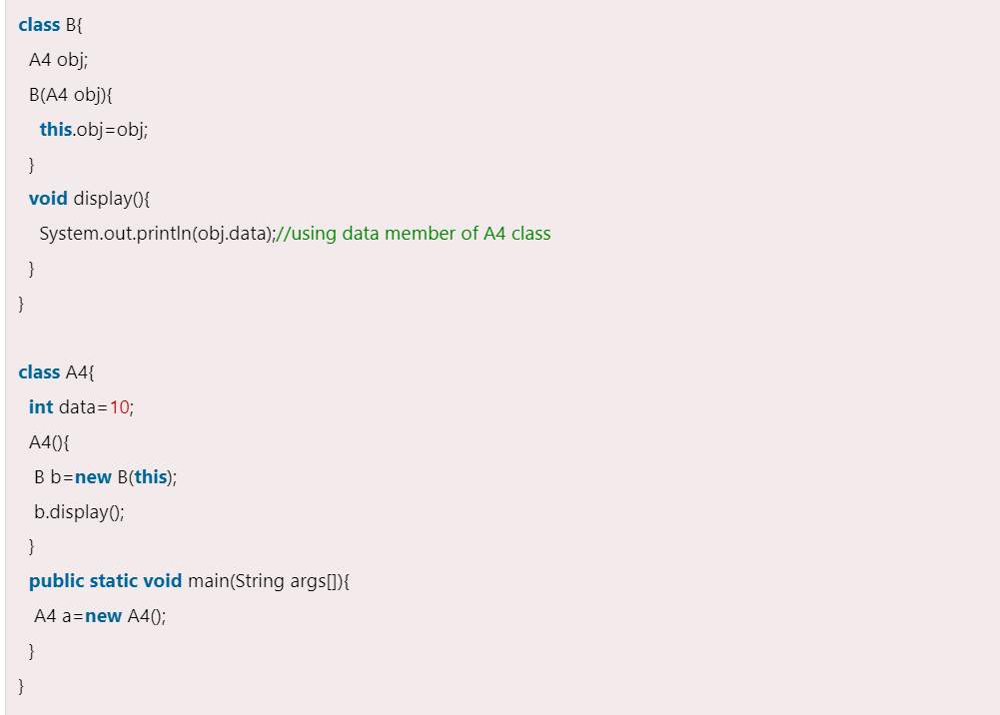 class B{
A4 obj;
B(A4 obj){
this.obj=obj;
}
void display(){
System.out.println(obj.data);//using data member of A4 class
}
}
class A4{
int data=10;
A4(){
B b=new B(this);
b.display();
}
public static void main(String args[]){
A4 a=new A4();
}
}